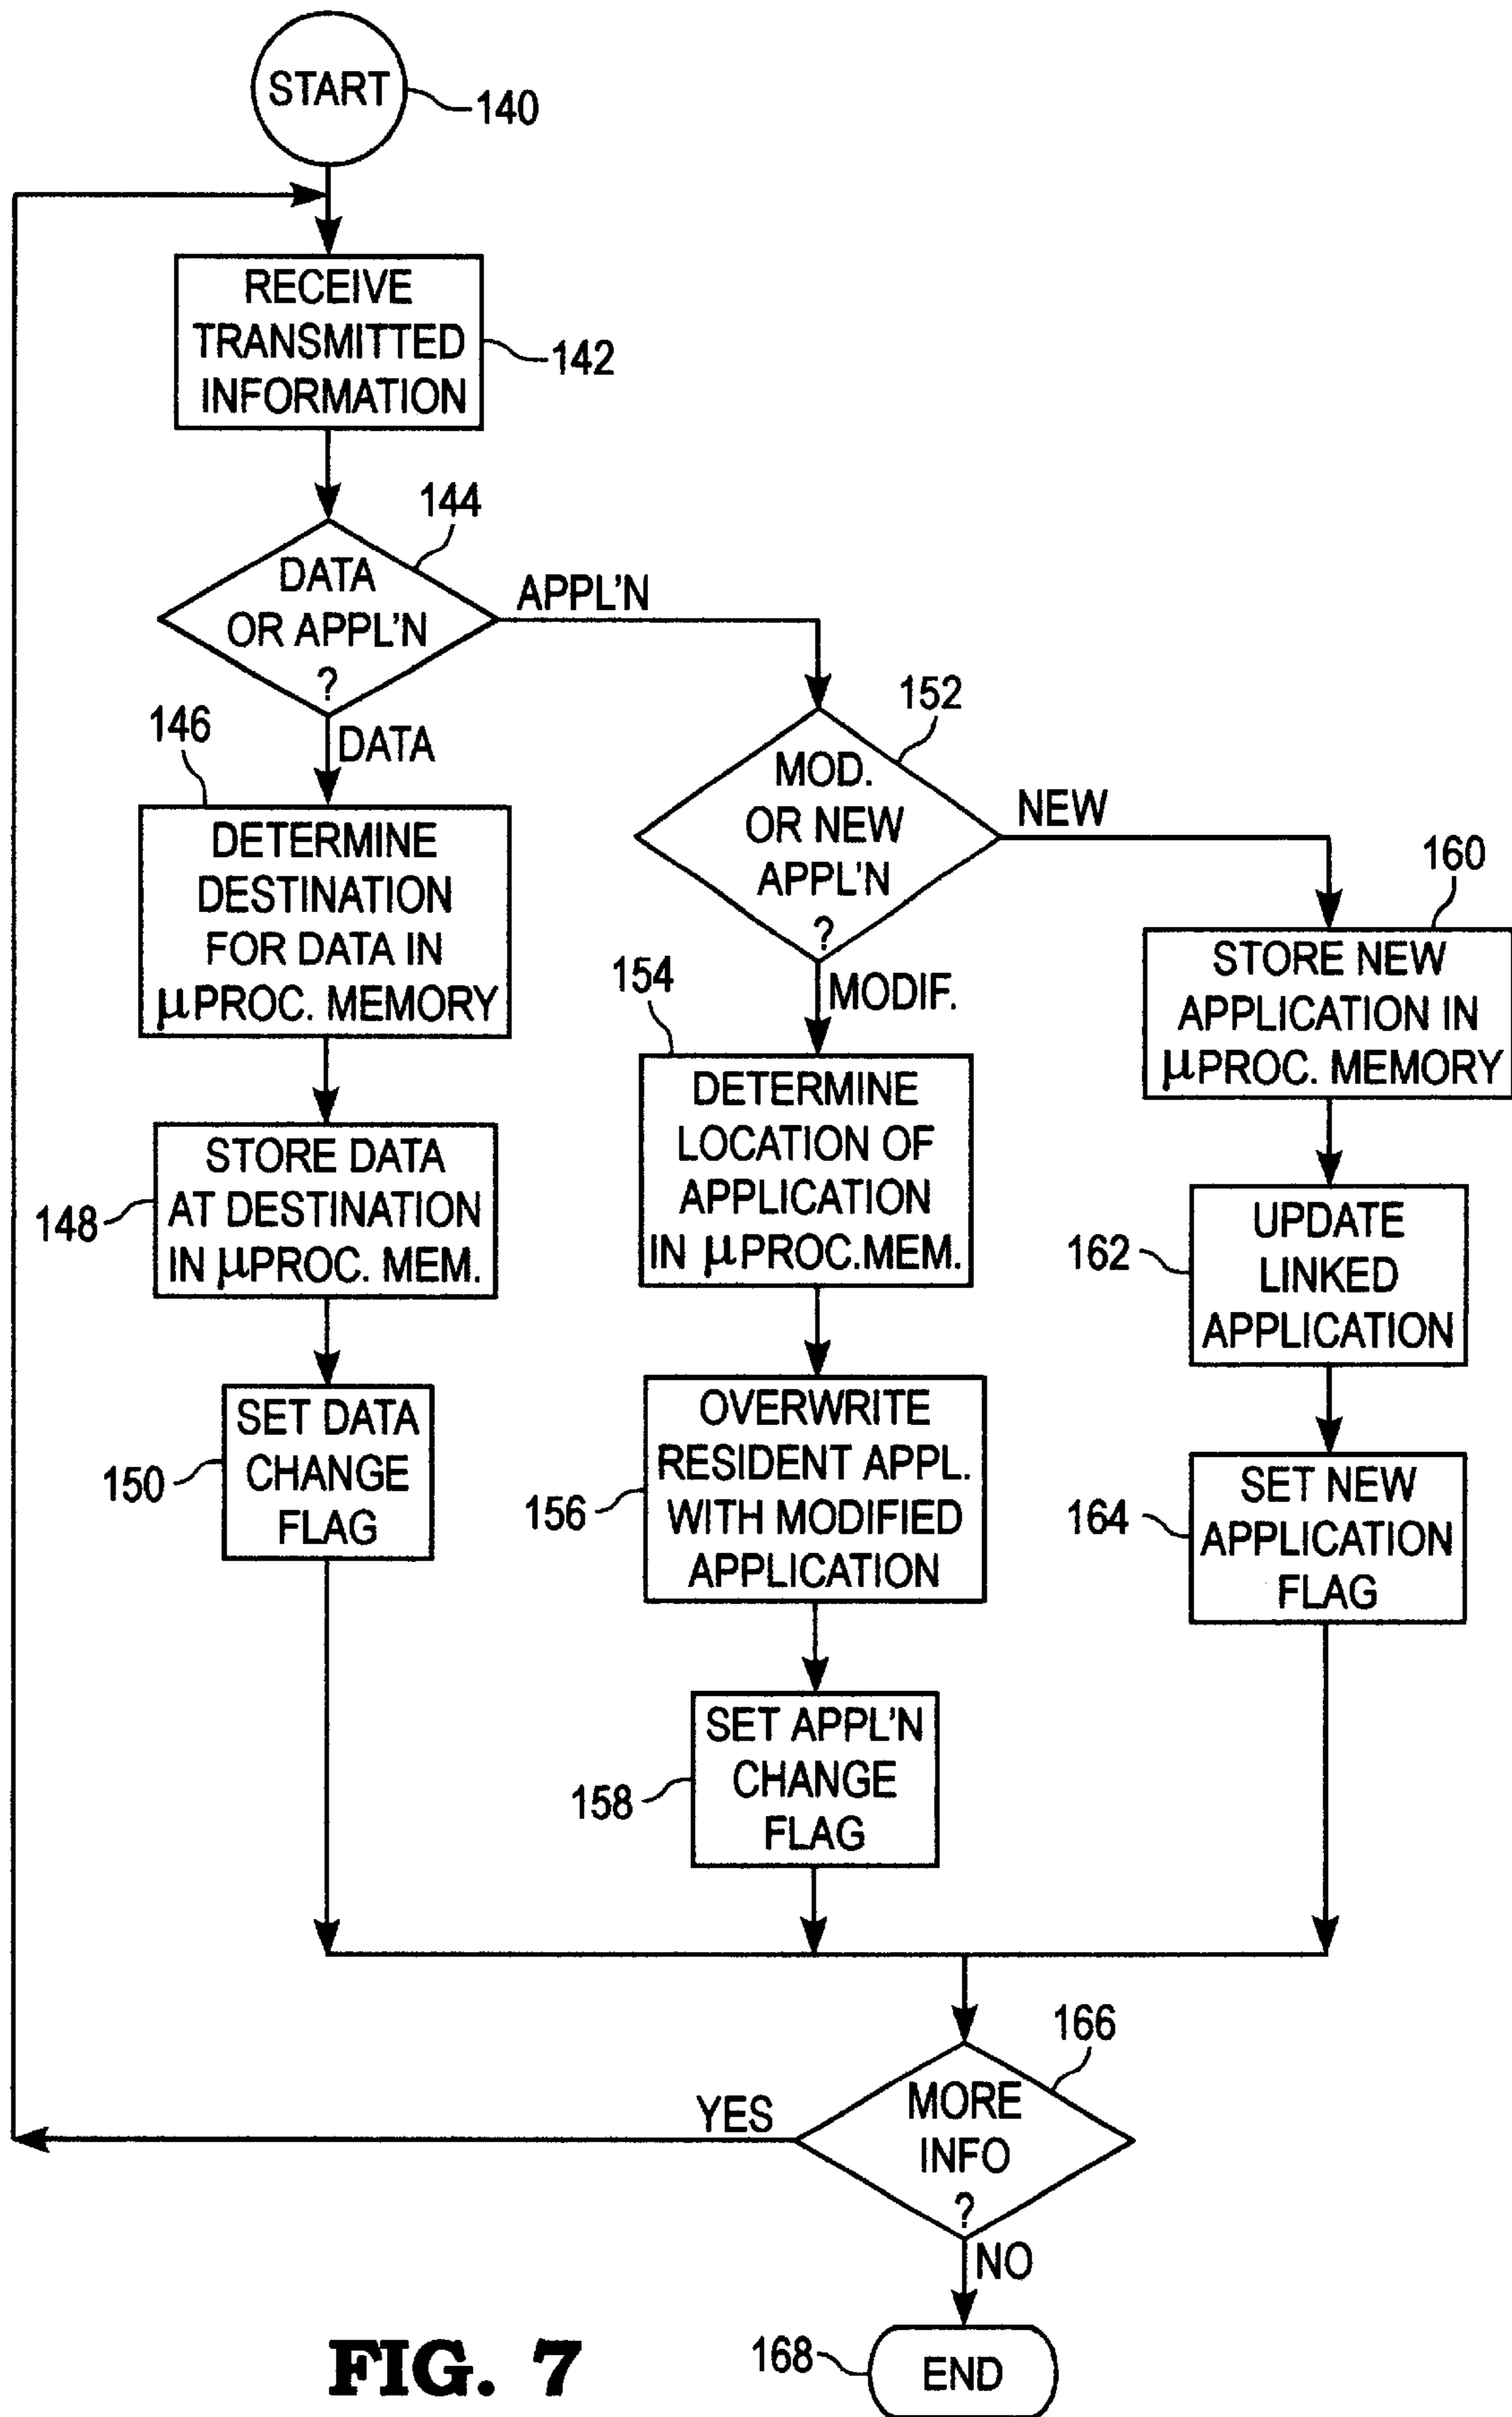 START
140
RECEIVE
TRANSMITTED
INFORMATION
142
144
DATA
OR APPL'N
?
APPL'N
DATA
146
DETERMINE
DESTINATION
FOR DATA IN
μPROC. MEMORY
STORE DATA
AT DESTINATION
IN μPROC. MEM.
148
SET DATA
CHANGE
FLAG
150
152
MOD.
OR NEW
APPL'N
?
NEW
MODIF.
154
DETERMINE
LOCATION OF
APPLICATION
IN μPROC.MEM.
OVERWRITE
RESIDENT APPL.
WITH MODIFIED
APPLICATION
156
SET APPL'N
CHANGE
FLAG
158
160
STORE NEW
APPLICATION IN
μPROC. MEMORY
UPDATE
LINKED
APPLICATION
162
SET NEW
APPLICATION
FLAG
164
166
MORE
INFO
?
YES
NO
168
END
FIG. 7